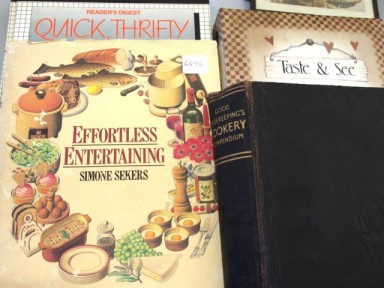 READER'S DIGEST
QUICK, THRIFTY
Taste & See
EFFORTLESS
ENTERTAINING
SIMONE SEKERS
GOOD
HOUSEKEEPING'S
COOKERY
COMPENDIUM